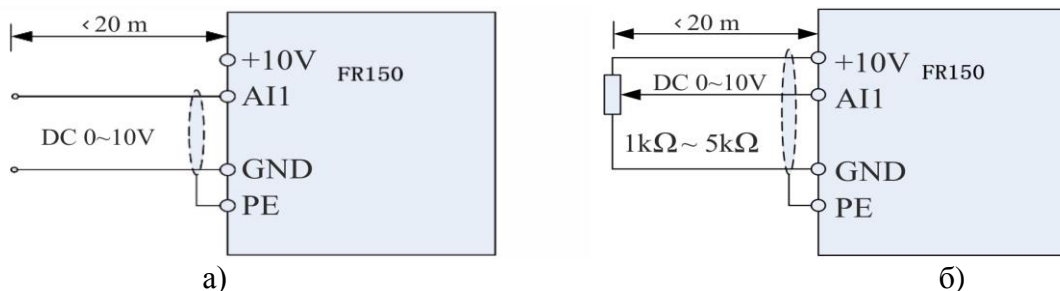 < 20 m
+10V
FR150
AI1
DC 0~10V
GND
PE
а)
< 20 m
+10V
FR150
DC 0~10V
AI1
1kΩ ~ 5kΩ
GND
PE
б)